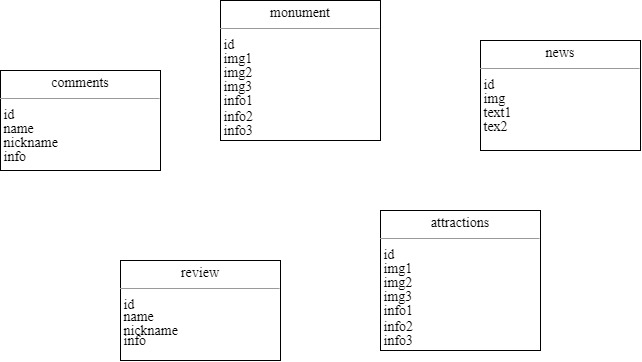 monument
id
img1
img2
img3
info1
info2
info3
news
id
img
text1
tex2
comments
id
name
nickname
info
attractions
id
img1
img2
img3
info1
info2
info3
review
id
name
nickname
info